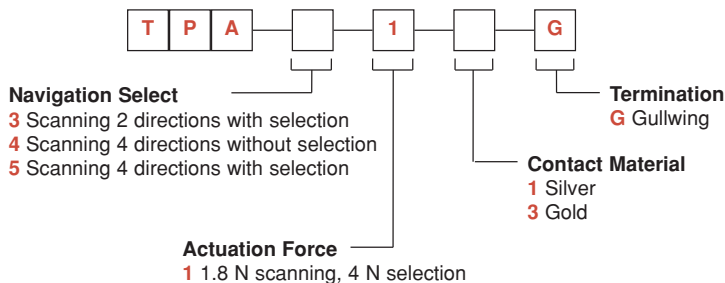 T P A 1 G
Navigation Select
3 Scanning 2 directions with selection
4 Scanning 4 directions without selection
5 Scanning 4 directions with selection
Termination
G Gullwing
Contact Material
1 Silver
3 Gold
Actuation Force
1 1.8 N scanning, 4 N selection